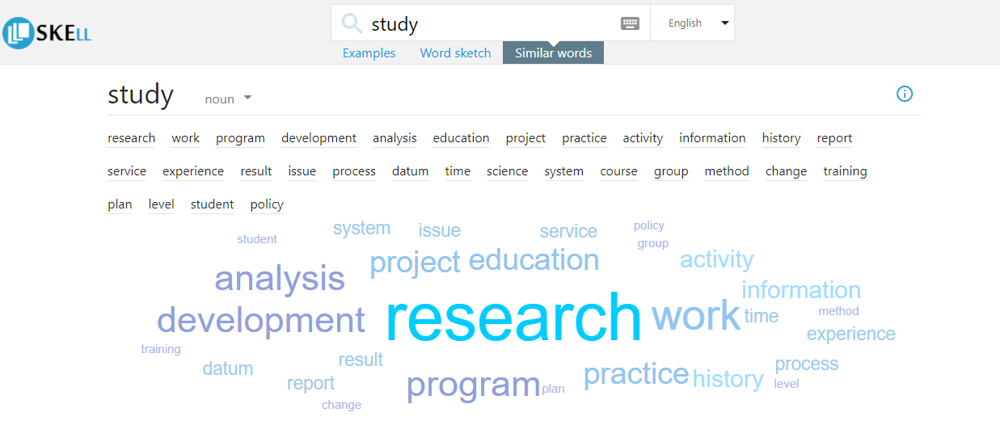 SKELL study English
Examples Word sketch Similar words
study noun
research work program development analysis education project practice activity information history report
service experience result issue process datum time science system course group method change training
plan level student policy
system issue service policy
student group
analysis project education activity
development research work information
time method
experience
training result process
datum report program practice history level
plan
change